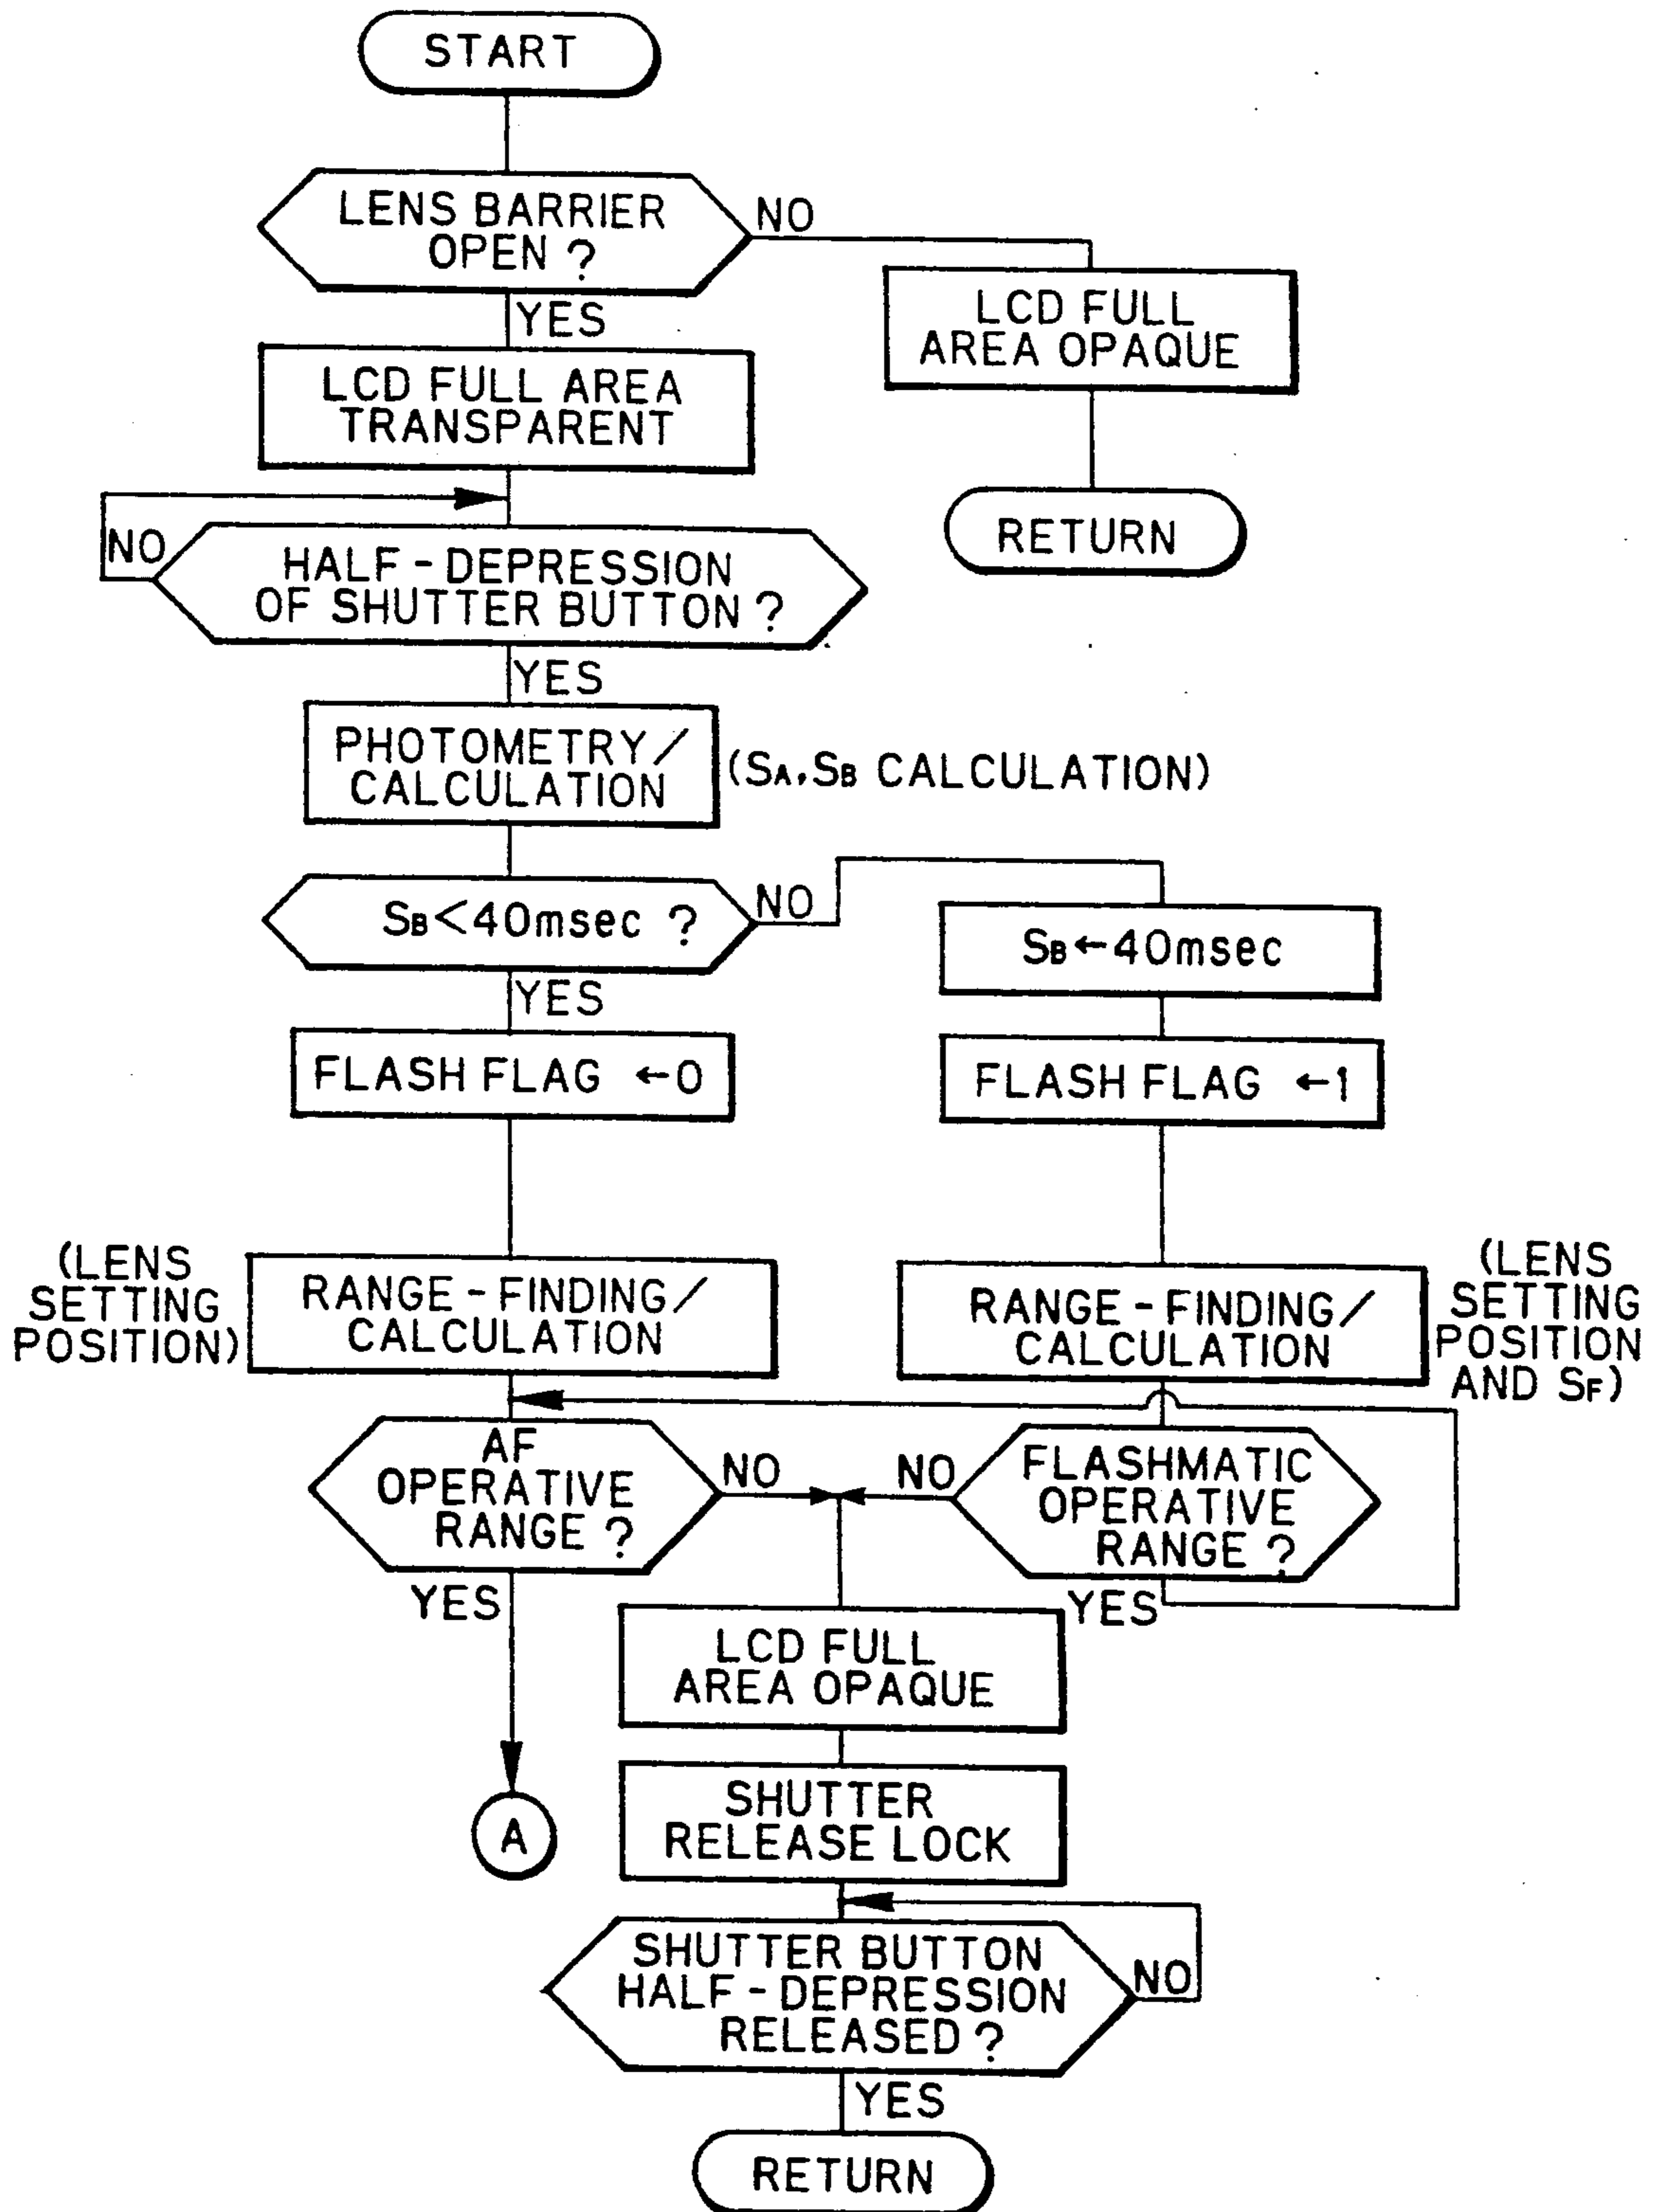 START
LENS BARRIER
OPEN ?
NO
YES
LCD FULL
AREA OPAQUE
LCD FULL AREA
TRANSPARENT
RETURN
NO
HALF-DEPRESSION
OF SHUTTER BUTTON ?
YES
PHOTOMETRY/
CALCULATION
(SA, SB CALCULATION)
SB<40msec ?
NO
YES
SB←40msec
FLASH FLAG ←0
FLASH FLAG ←1
(LENS
SETTING
POSITION)
RANGE-FINDING/
CALCULATION
RANGE-FINDING/
CALCULATION
(LENS
SETTING
POSITION
AND SF)
AF
OPERATIVE
RANGE ?
NO
YES
NO
FLASHMATIC
OPERATIVE
RANGE ?
YES
LCD FULL
AREA OPAQUE
A
SHUTTER
RELEASE LOCK
SHUTTER BUTTON
HALF-DEPRESSION
RELEASED ?
NO
YES
RETURN